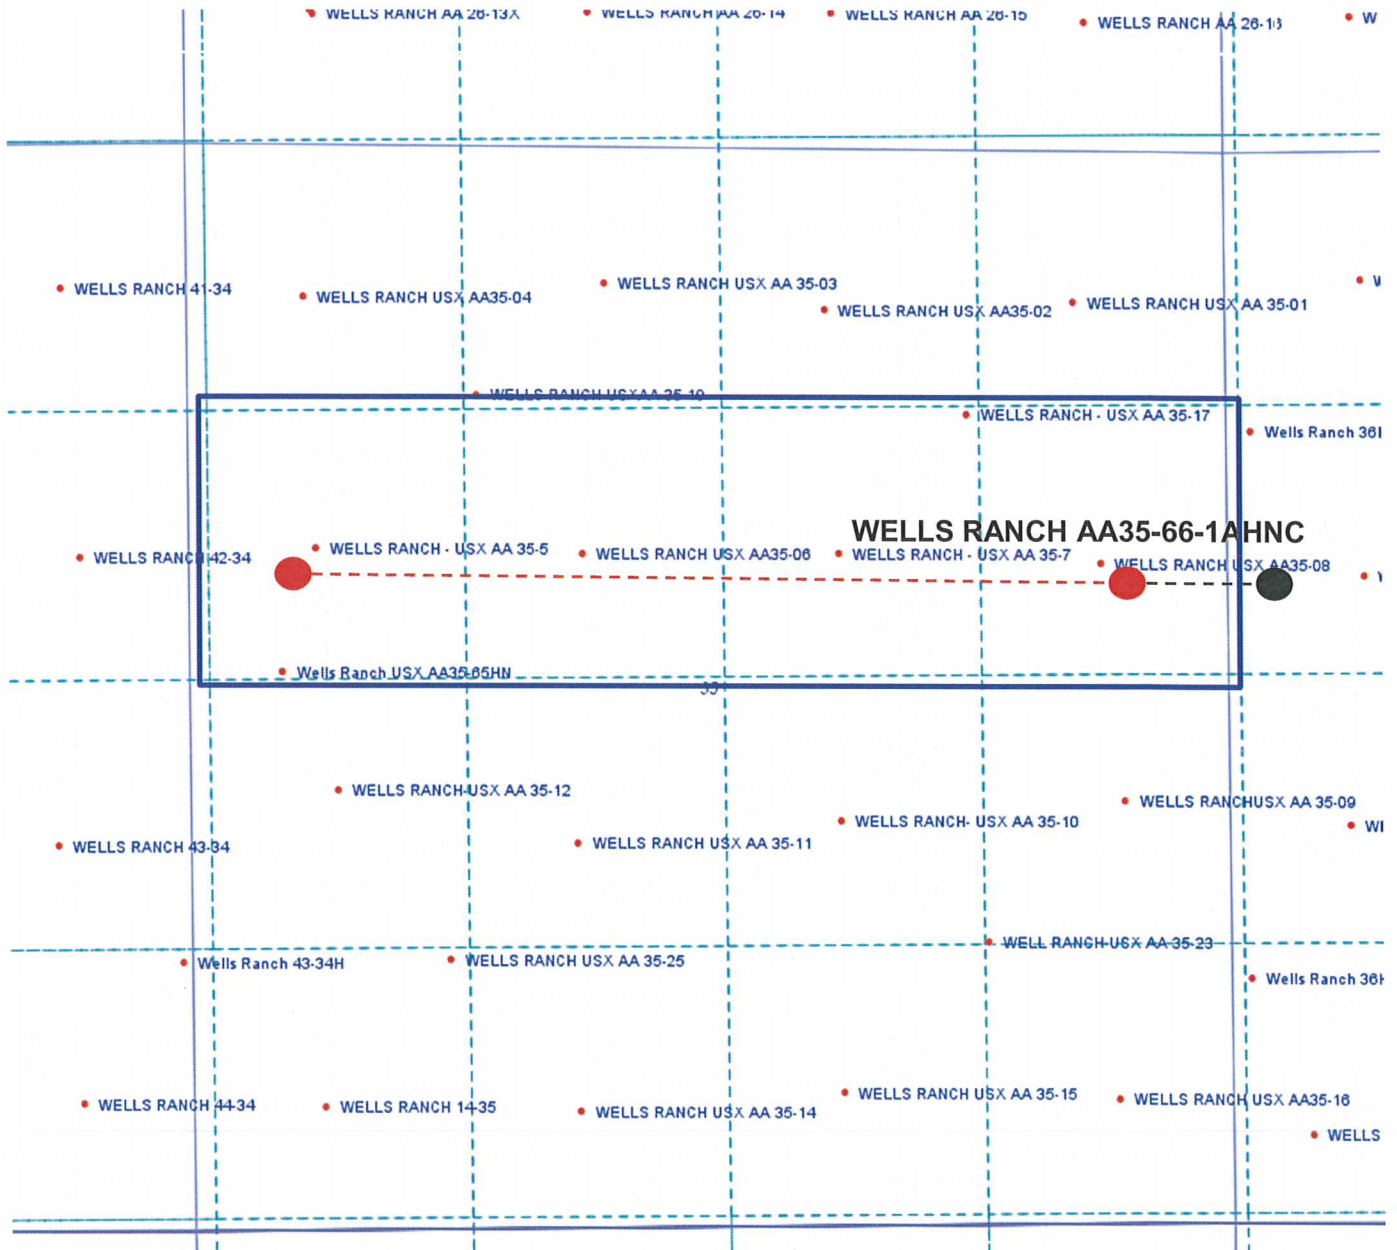 WELLS RANCH AA 26-13X
WELLS RANCH AA 26-14
WELLS RANCH AA 26-15
WELLS RANCH AA 26-16
W
WELLS RANCH 41-34
WELLS RANCH USX AA35-04
WELLS RANCH USX AA 35-03
WELLS RANCH USX AA35-02
WELLS RANCH USX AA 35-01
WELLS RANCH USXAA 35-19
WELLS RANCH - USX AA 35-17
Wells Ranch 36
WELLS RANCH AA35-66-1AHNC
WELLS RANCH 42-34
WELLS RANCH - USX AA 35-5
WELLS RANCH USX AA35-06
WELLS RANCH - USX AA 35-7
WELLS RANCH USX AA35-08
Wells Ranch USX AA35-65HN
35
WELLS RANCH-USX AA 35-12
WELLS RANCHUSX AA 35-09
WELLS RANCH- USX AA 35-10
WELLS RANCH 43-34
WELLS RANCH USX AA 35-11
WELL RANCH-USX AA 35-23
Wells Ranch 43-34H
WELLS RANCH USX AA 35-25
Wells Ranch 36
WELLS RANCH 44-34
WELLS RANCH 14-35
WELLS RANCH USX AA 35-14
WELLS RANCH USX AA 35-15
WELLS RANCH USX AA35-16
WELLS